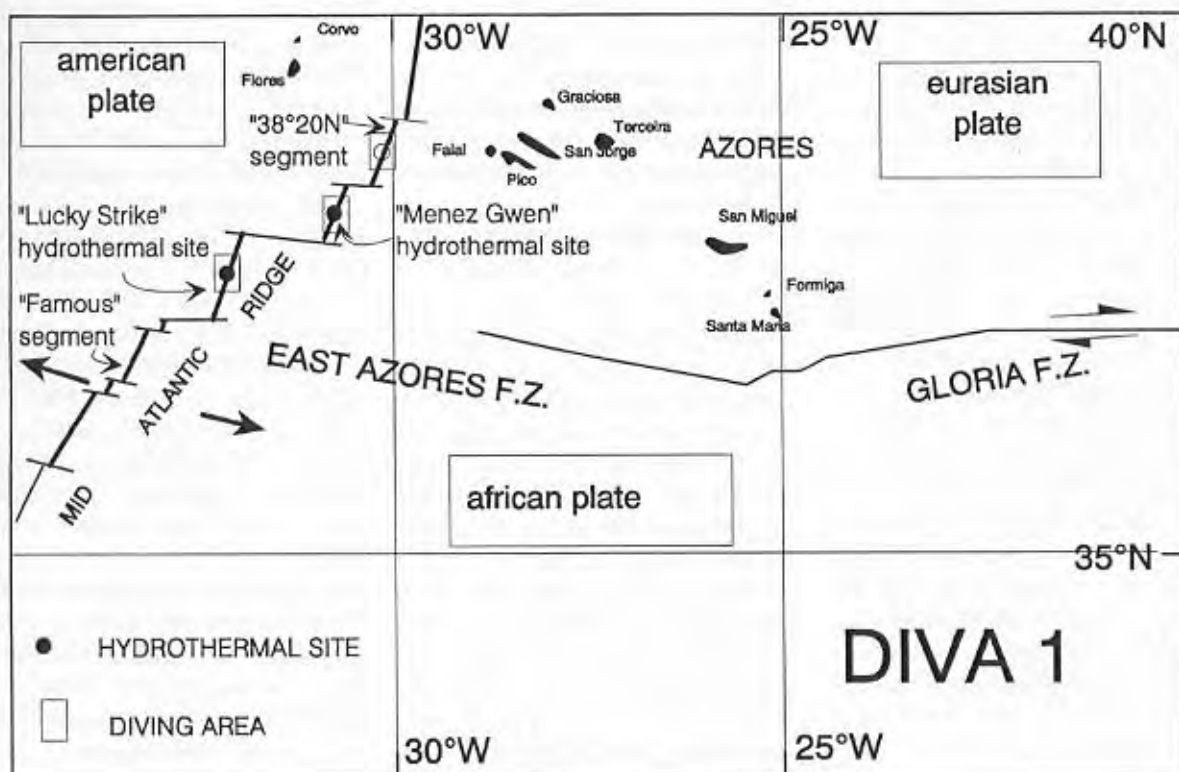 30°W
25°W
40°N
american
plate
eurasian
plate
Corvo
Flores
"38°20N"
segment
Graciosa
Terceira
Faial
San Jorge
Pico
AZORES
"Lucky Strike"
hydrothermal site
"Menez Gwen"
hydrothermal site
San Miguel
"Famous"
segment
Formiga
Santa Maria
MID
ATLANTIC
RIDGE
EAST AZORES F.Z.
GLORIA F.Z.
african plate
35°N
HYDROTHERMAL SITE
DIVING AREA
DIVA 1
30°W
25°W